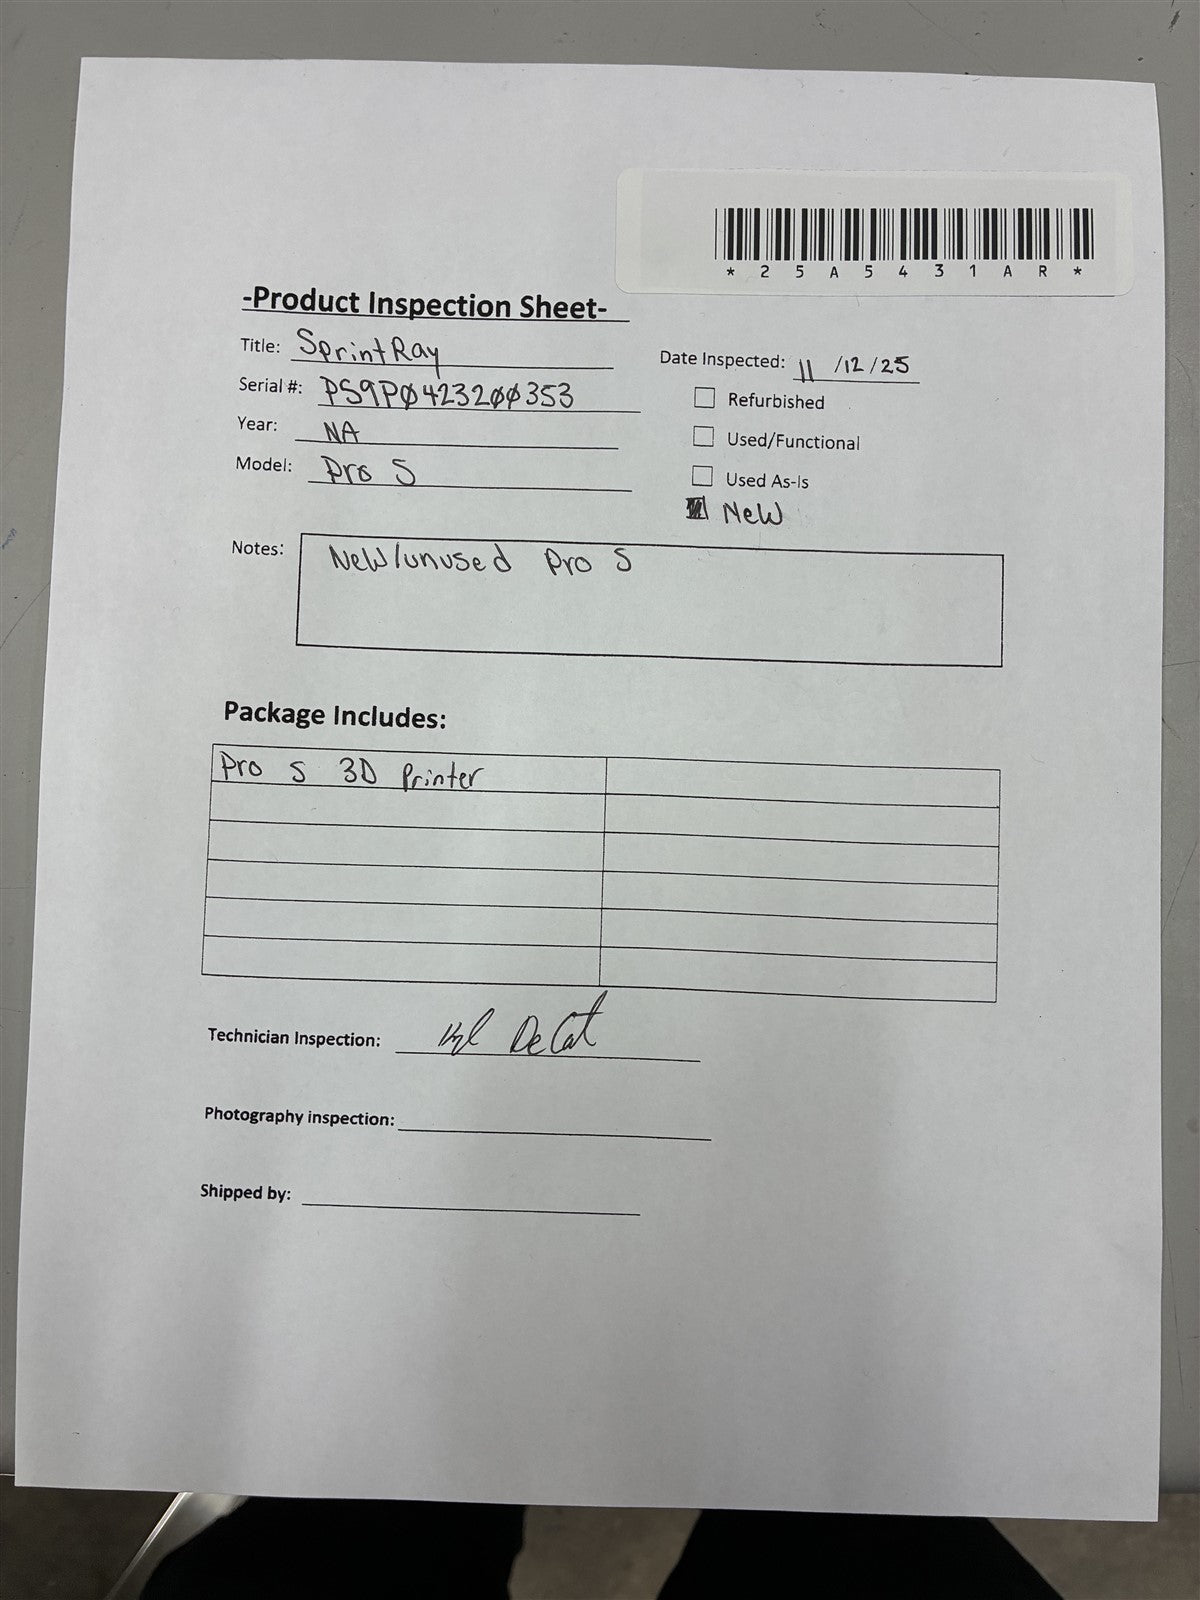 * 2 5 A 5 4 3 1 A R *
-Product Inspection Sheet-
Title: SprintRay
Date Inspected: 11 /12/25
Serial #: PS9P0423200353
Refurbished
Year: NA
Used/Functional
Model: Pro S
Used As-Is
New
Notes: New/unused Pro S
Package Includes:
Pro S 3D Printer
Technician Inspection:
Photography inspection:
Shipped by: